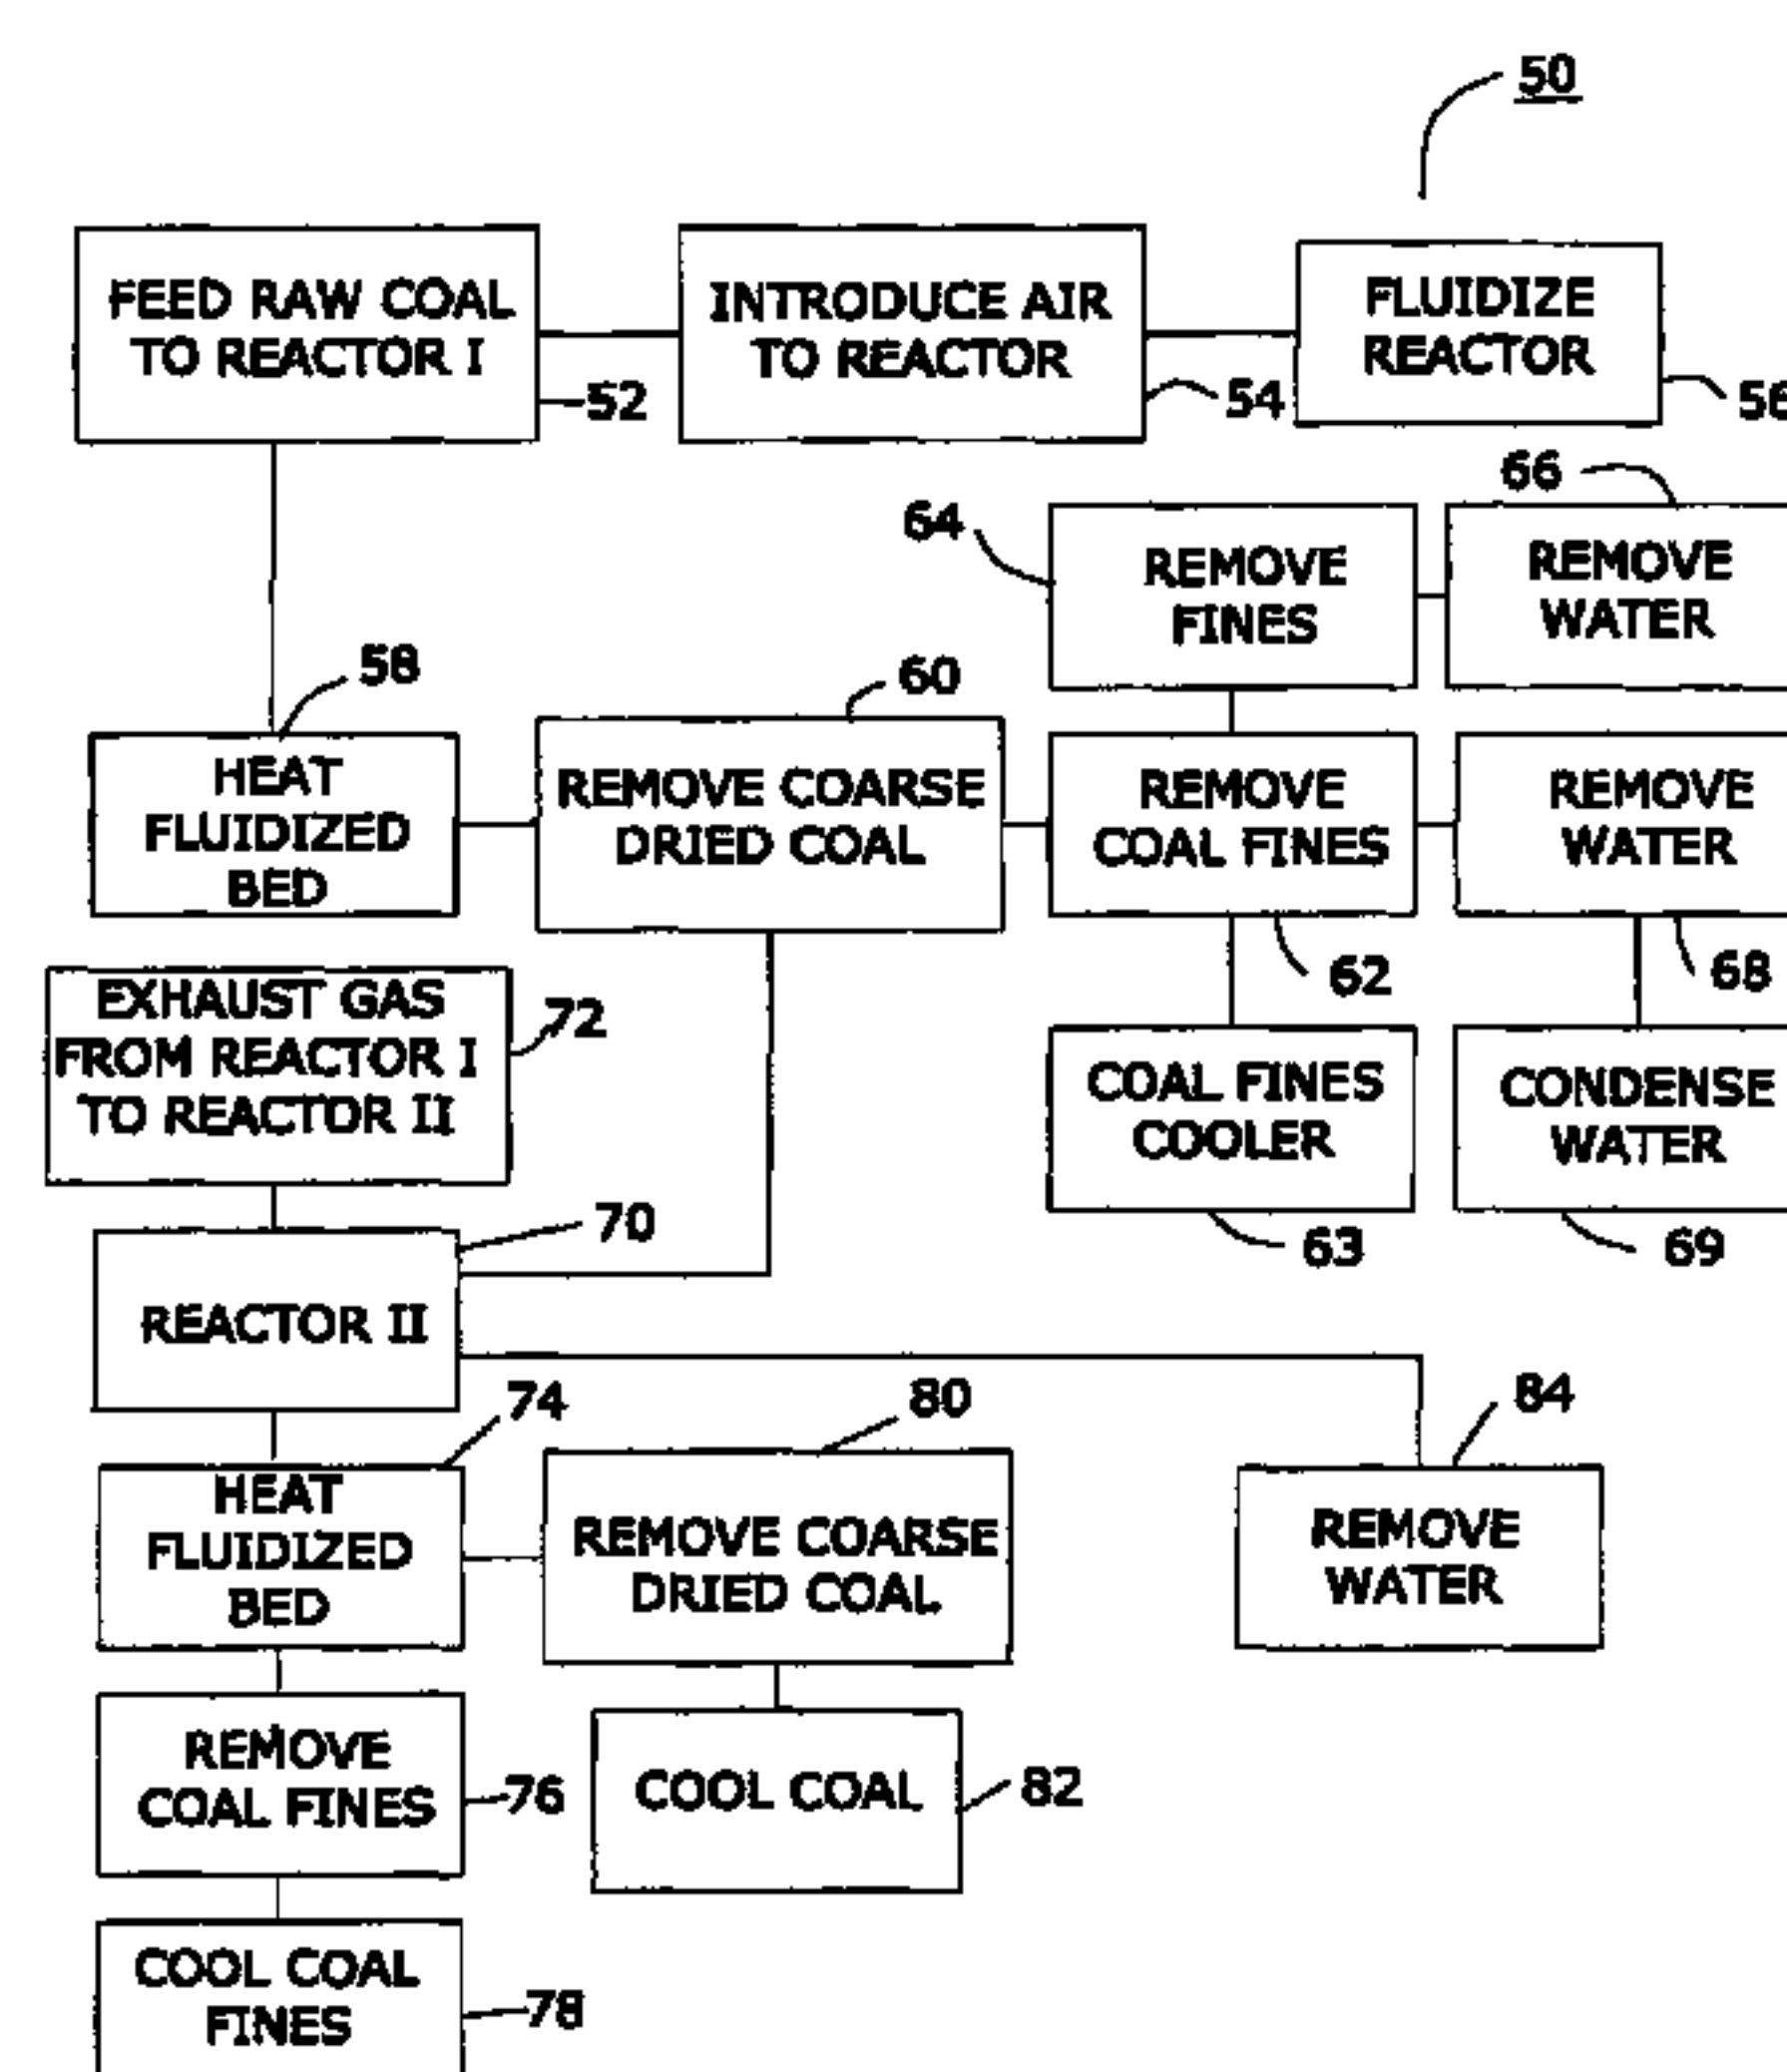 50
FEED RAW COAL
TO REACTOR I
52
INTRODUCE AIR
TO REACTOR
54
FLUIDIZE
REACTOR
56
66
64
REMOVE
FINES
REMOVE
WATER
58
60
HEAT
FLUIDIZED
BED
REMOVE COARSE
DRIED COAL
REMOVE
COAL FINES
REMOVE
WATER
62
68
EXHAUST GAS
FROM REACTOR I
TO REACTOR II
72
COAL FINES
COOLER
CONDENSE
WATER
63
69
70
REACTOR II
74
80
84
HEAT
FLUIDIZED
BED
REMOVE COARSE
DRIED COAL
REMOVE
WATER
REMOVE
COAL FINES
76
COOL COAL
82
COOL COAL
FINES
78